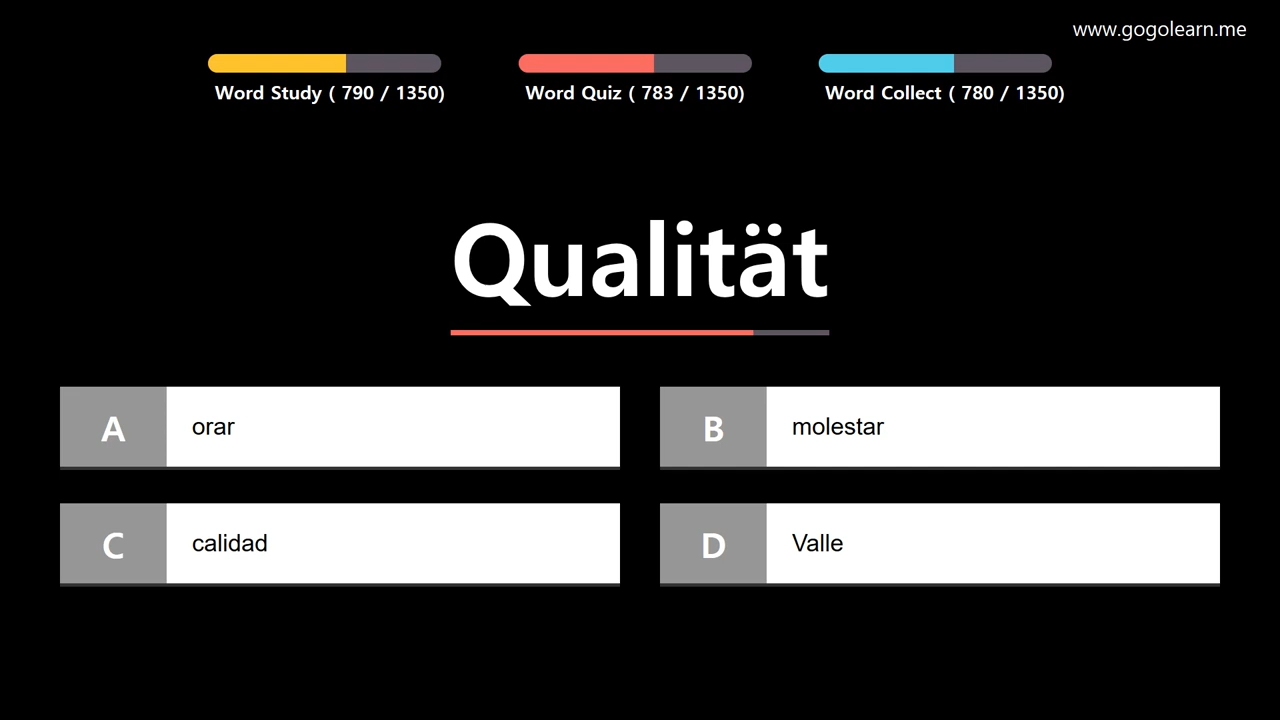 www.gogolearn.me
Word Study ( 790 / 1350)
Word Quiz ( 783 / 1350)
Word Collect ( 780 / 1350)
Qualität
A orar
B molestar
C calidad
D Valle